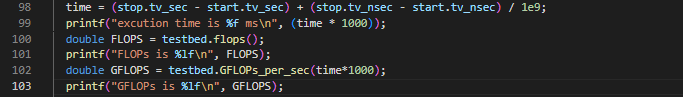 98 time = (stop.tv_sec - start.tv_sec) + (stop.tv_nsec - start.tv_nsec) / 1e9;
99 printf("excution time is %f ms\n", (time * 1000));
100 double FLOPS = testbed.flops();
101 printf("FLOPs is %lf\n", FLOPS);
102 double GFLOPS = testbed.GFLOPs_per_sec(time*1000);
103 printf("GFLOPs is %lf\n", GFLOPS);